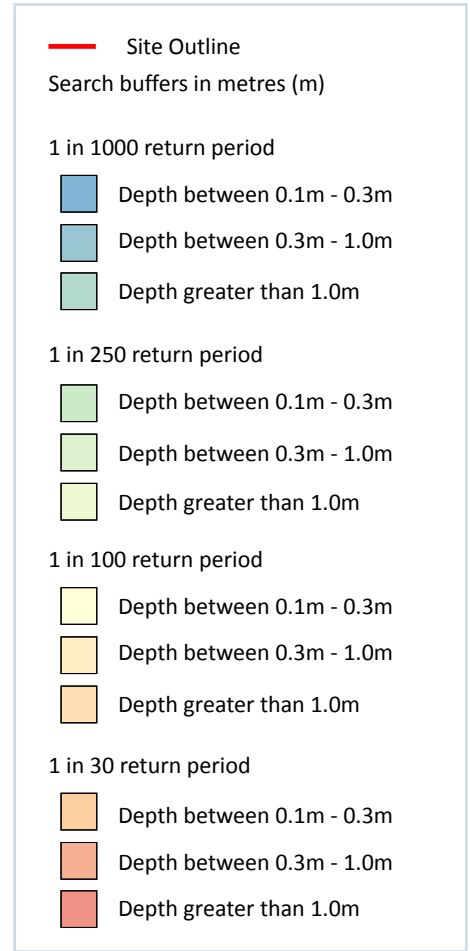 Site Outline
Search buffers in metres (m)
1 in 1000 return period
Depth between 0.1m - 0.3m
Depth between 0.3m - 1.0m
Depth greater than 1.0m
1 in 250 return period
Depth between 0.1m - 0.3m
Depth between 0.3m - 1.0m
Depth greater than 1.0m
1 in 100 return period
Depth between 0.1m - 0.3m
Depth between 0.3m - 1.0m
Depth greater than 1.0m
1 in 30 return period
Depth between 0.1m - 0.3m
Depth between 0.3m - 1.0m
Depth greater than 1.0m